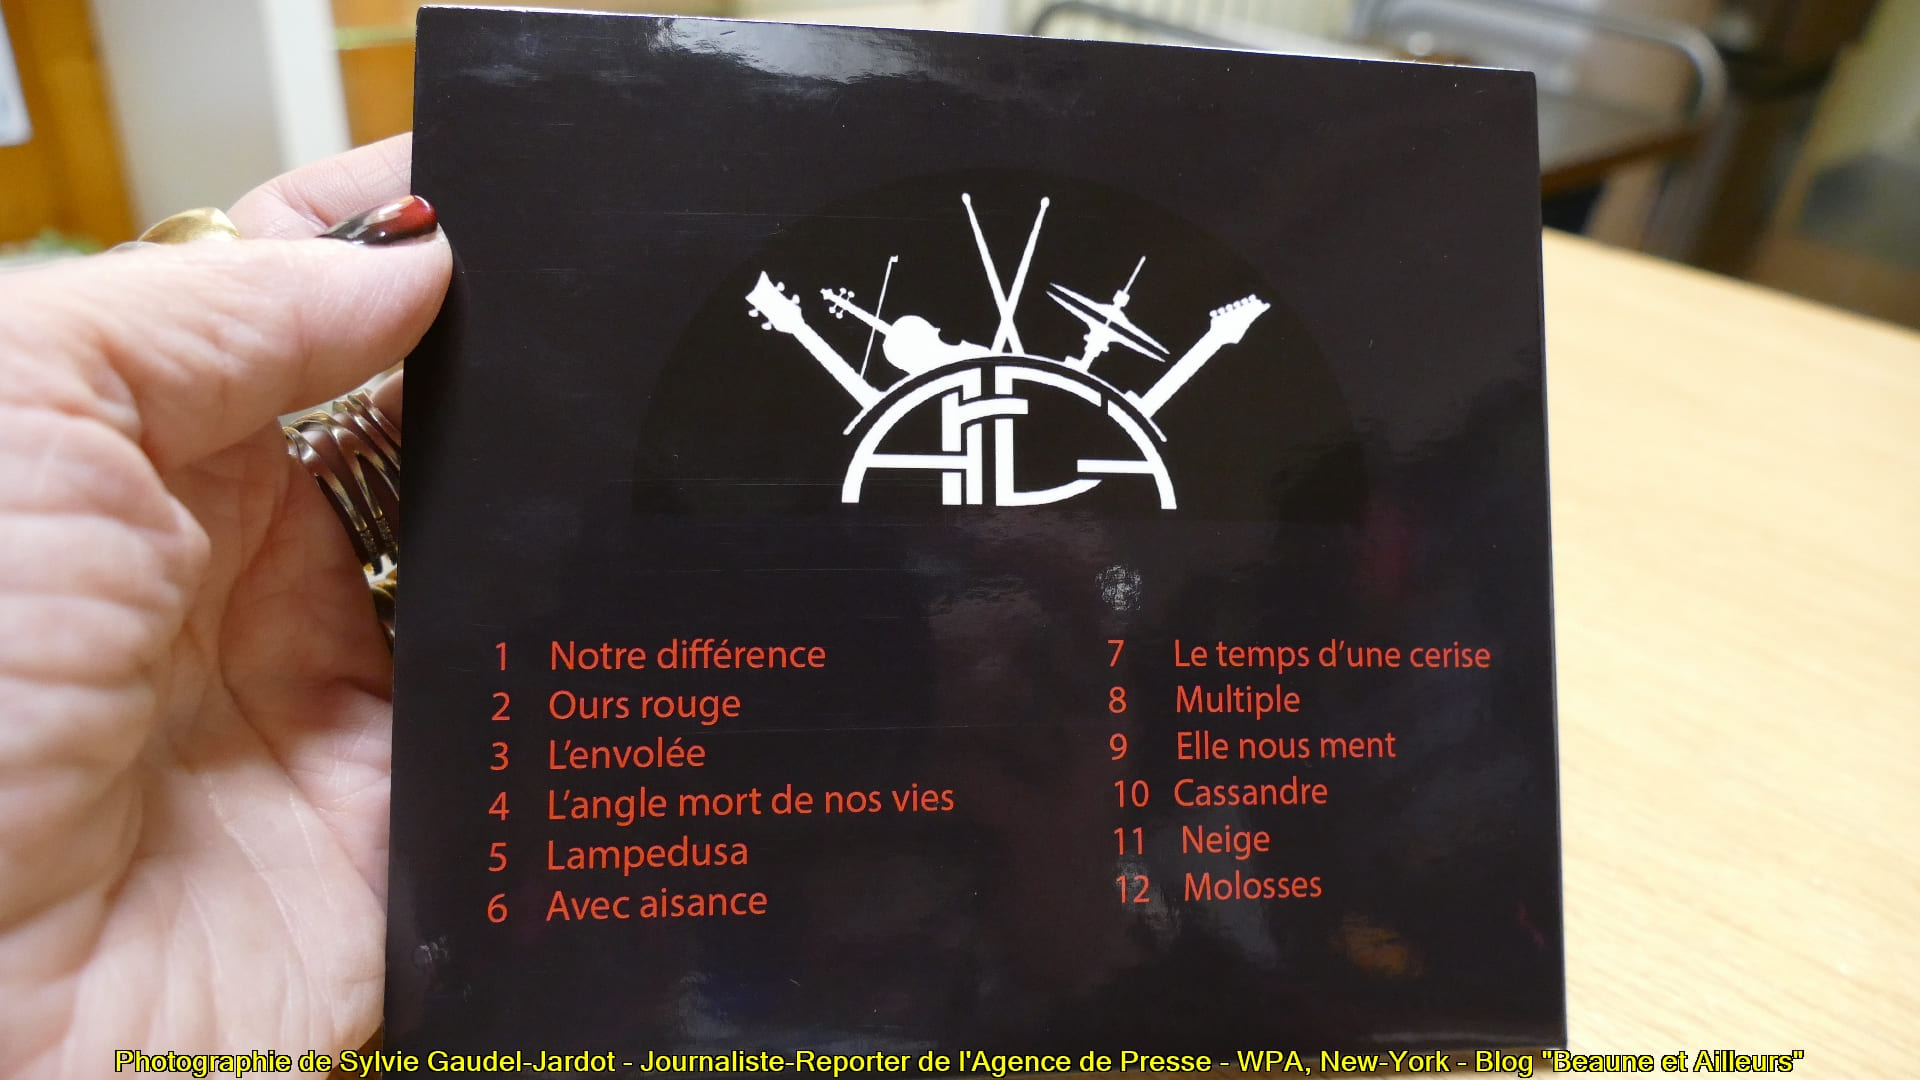 1 Notre différence
2 Ours rouge
3 L'envolée
4 L'angle mort de nos vies
5 Lampedusa
6 Avec aisance
7 Le temps d'une cerise
8 Multiple
9 Elle nous ment
10 Cassandre
11 Neige
12 Molosses
Photographie de Sylvie Gaudel-Jardot - Journaliste-Reporter de l'Agence de Presse - WPA, New-York - Blog "Beaune et Ailleurs"